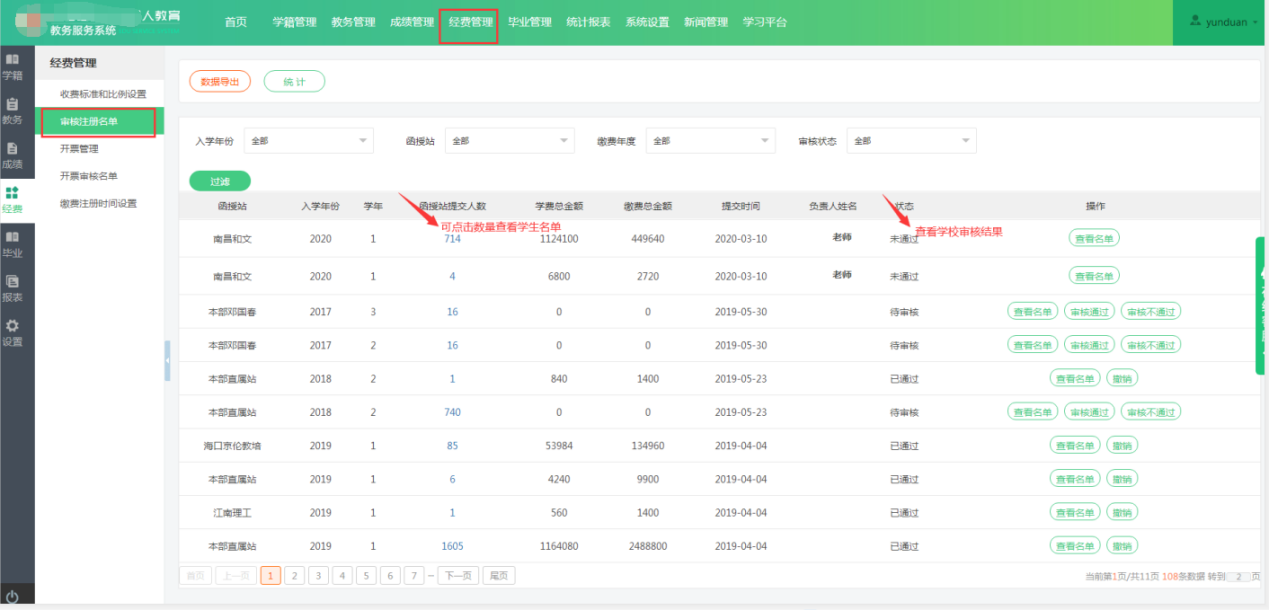 人教育
教务服务系统
首页 学籍管理 教务管理 成绩管理 经费管理 毕业管理 统计报表 系统设置 新闻管理 学习平台
yunduan
学籍
教务
成绩
经费
毕业
报表
设置
经费管理
收费标准和比例设置
审核注册名单
开票管理
开票审核名单
缴费注册时间设置
数据导出 统 计
入学年份 全部 函授站 全部 缴费年度 全部 审核状态 全部
过滤
函授站 入学年份 学年 函授站提交人数 学费总金额 缴费总金额 提交时间 负责人姓名 状态 操作
可点击数量查看学生名单
查看学校审核结果
南昌和文 2020 1 714 1124100 449640 2020-03-10 老师 未通过 查看名单
南昌和文 2020 1 4 6800 2720 2020-03-10 老师 未通过 查看名单
本部邓国春 2017 3 16 0 0 2019-05-30 待审核 查看名单 审核通过 审核不通过
本部邓国春 2017 2 16 0 0 2019-05-30 待审核 查看名单 审核通过 审核不通过
本部直属站 2018 2 1 840 1400 2019-05-23 已通过 查看名单 撤销
本部直属站 2018 2 740 0 0 2019-05-23 待审核 查看名单 审核通过 审核不通过
海口京伦教培 2019 1 85 53984 134960 2019-04-04 已通过 查看名单 撤销
本部直属站 2019 1 6 4240 9900 2019-04-04 已通过 查看名单 撤销
江南理工 2019 1 1 560 1400 2019-04-04 已通过 查看名单 撤销
本部直属站 2019 1 1605 1164080 2488800 2019-04-04 已通过 查看名单 撤销
首页 上一页 1 2 3 4 5 6 7 – 下一页 尾页
当前第1页/共11页 108条数据 转到 2 页